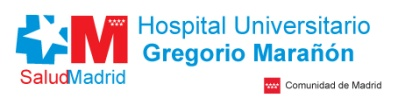 Hospital Universitario
Gregorio Marañón
SaludMadrid
Comunidad de Madrid